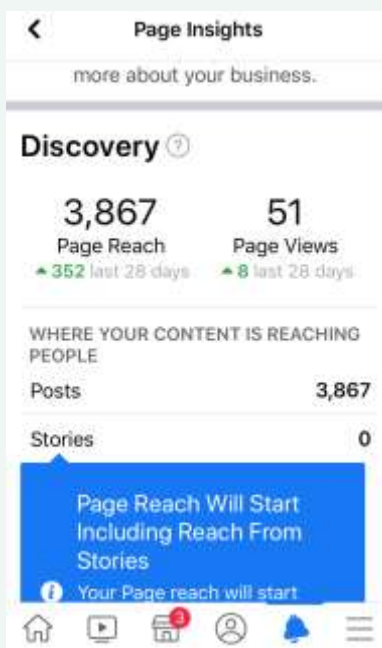 Page Insights
more about your business.
Discovery ?
3,867 51
Page Reach Page Views
352 last 28 days 8 last 28 days
WHERE YOUR CONTENT IS REACHING
PEOPLE
Posts 3,867
Stories 0
Page Reach Will Start
Including Reach From
Stories
i Your Page reach will start
3